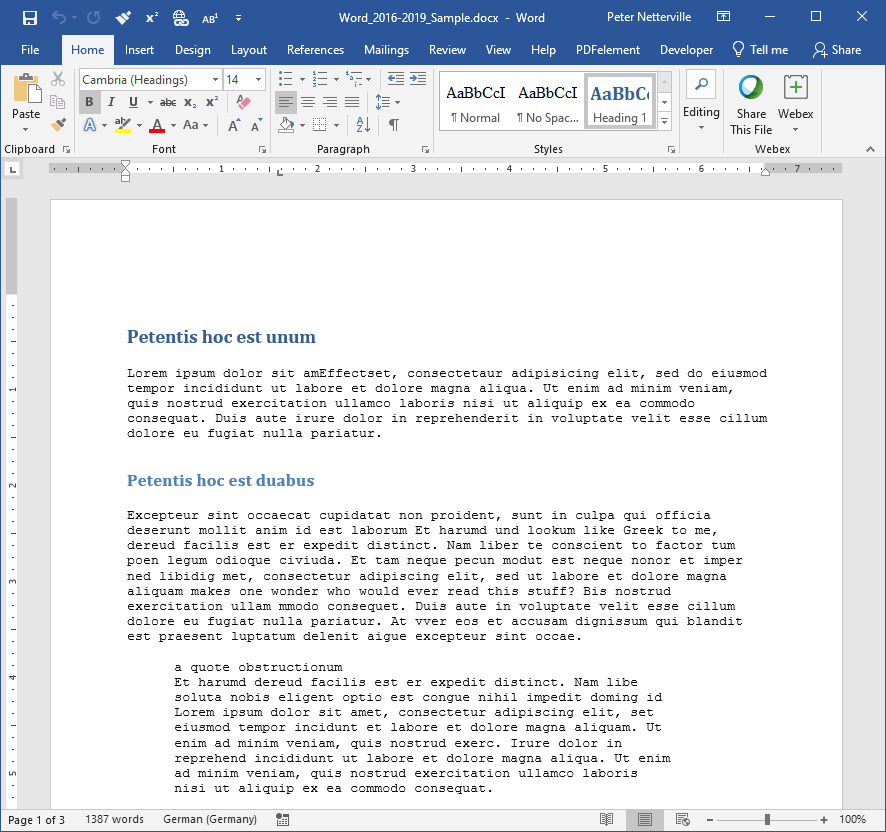 Word_2016-2019_Sample.docx - Word
Peter Netterville
File Home Insert Design Layout References Mailings Review View Help PDFelement Developer Tell me Share
Paste
Cambria (Headings) 14
B I U abc x₂ x²
A ab A Aa A A
AaBbCcI AaBbCcI AaBbC
¶ Normal ¶ No Spac... Heading 1
Editing
Share This File
Webex
Clipboard Font Paragraph Styles Webex
1 2 3 4 5 6 7
Petentis hoc est unum
Lorem ipsum dolor sit amEffectset, consectetaur adipisicing elit, sed do eiusmod
tempor incididunt ut labore et dolore magna aliqua. Ut enim ad minim veniam,
quis nostrud exercitation ullamco laboris nisi ut aliquip ex ea commodo
consequat. Duis aute irure dolor in reprehenderit in voluptate velit esse cillum
dolore eu fugiat nulla pariatur.
Petentis hoc est duabus
Excepteur sint occaecat cupidatat non proident, sunt in culpa qui officia
deserunt mollit anim id est laborum Et harumd und lookum like Greek to me,
dereud facilis est er expedit distinct. Nam liber te conscient to factor tum
poen legum odioque civiuda. Et tam neque pecun modut est neque nonor et imper
ned libidig met, consectetur adipiscing elit, sed ut labore et dolore magna
aliquam makes one wonder who would ever read this stuff? Bis nostrud
exercitation ullam mmodo consequet. Duis aute in voluptate velit esse cillum
dolore eu fugiat nulla pariatur. At vver eos et accusam dignissum qui blandit
est praesent luptatum delenit aigue excepteur sint occae.
a quote obstructionum
Et harumd dereud facilis est er expedit distinct. Nam libe
soluta nobis eligent optio est congue nihil impedit doming id
Lorem ipsum dolor sit amet, consectetur adipiscing elit, set
eiusmod tempor incidunt et labore et dolore magna aliquam. Ut
enim ad minim veniam, quis nostrud exerc. Irure dolor in
reprehend incididunt ut labore et dolore magna aliqua. Ut enim
ad minim veniam, quis nostrud exercitation ullamco laboris
nisi ut aliquip ex ea commodo consequat.
Page 1 of 3 1387 words German (Germany) 100%